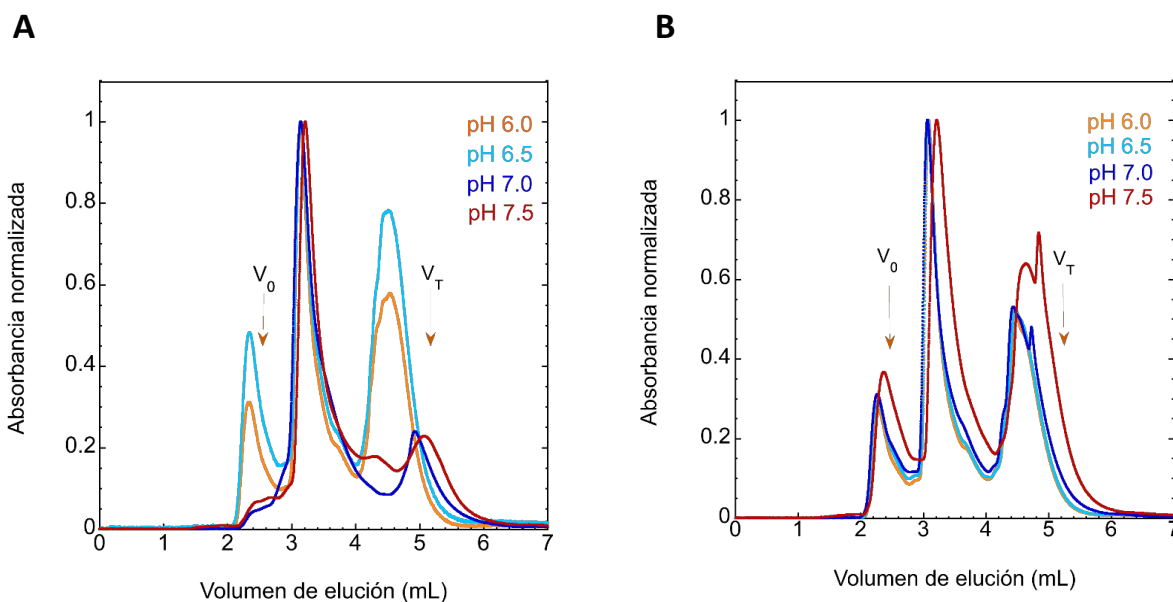 A
Absorbancia normalizada
1
0.8
0.6
0.4
0.2
0
pH 6.0
pH 6.5
pH 7.0
pH 7.5
V0
VT
0 1 2 3 4 5 6 7
Volumen de elución (mL)
B
Absorbancia normalizada
1
0.8
0.6
0.4
0.2
0
pH 6.0
pH 6.5
pH 7.0
pH 7.5
V0
VT
0 1 2 3 4 5 6 7
Volumen de elución (mL)